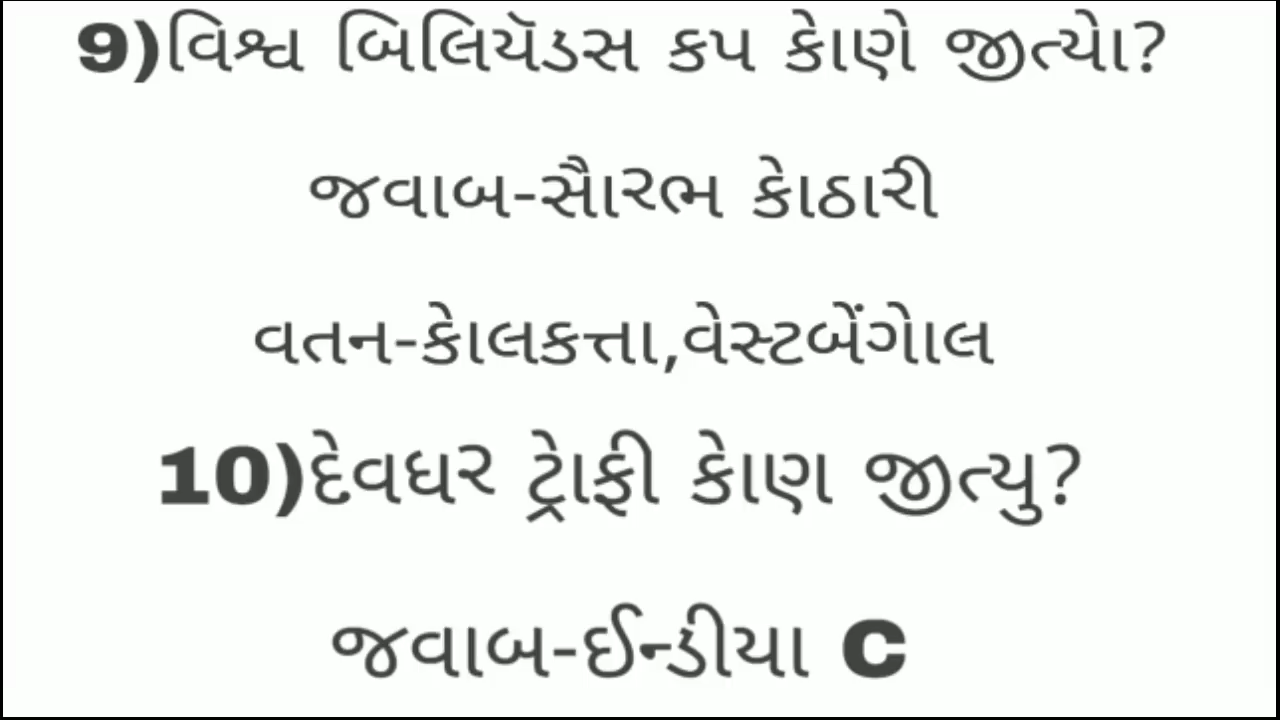 9)વિશ્વ બિલિયૅડસ કપ કોણે જીત્યો?
જવાબ-સૌરભ કોઠારી
વતન-કોલકત્તા,વેસ્ટબેંગોલ
10)દેવધર ટ્રોફી કોણ જીત્યુ?
જવાબ-ઈન્ડીયા C